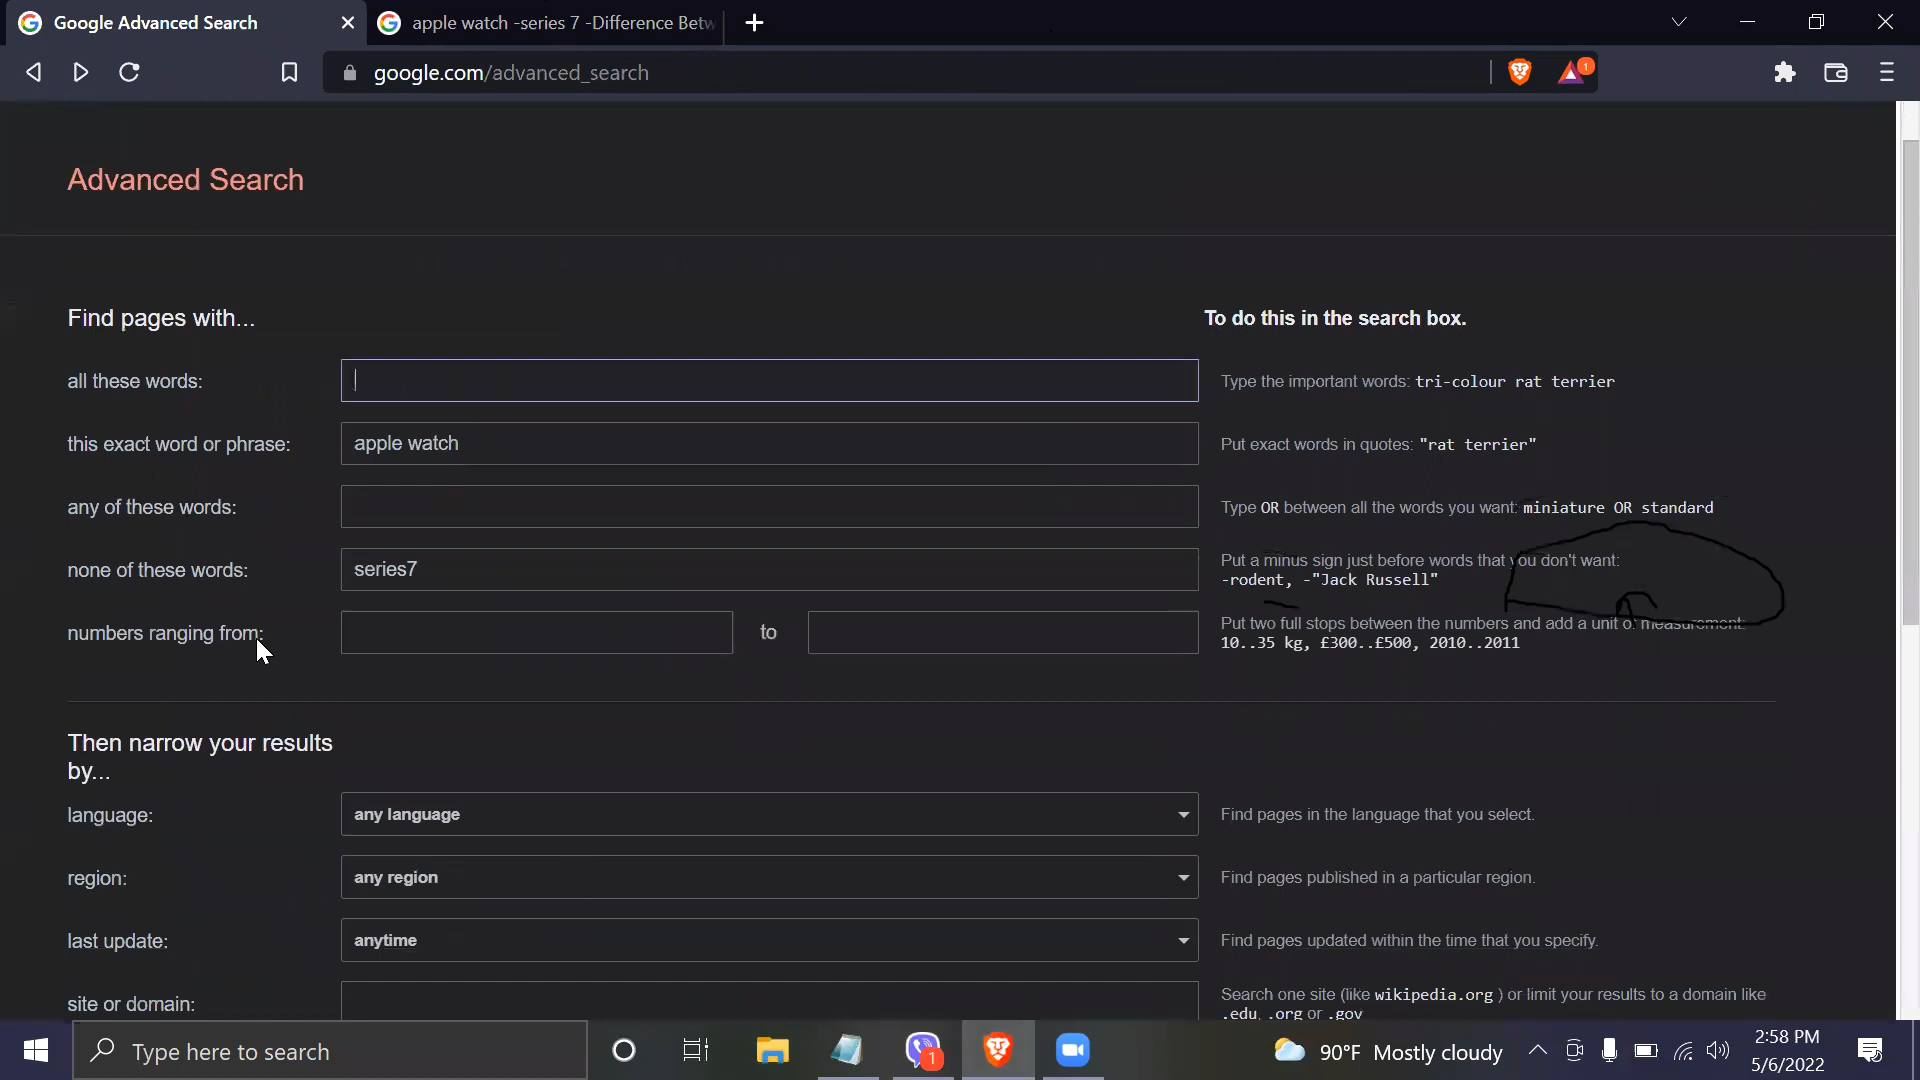 Google Advanced Search
apple watch -series 7 -Difference Betw
google.com/advanced_search
1
Advanced Search
Find pages with...
To do this in the search box.
all these words:
Type the important words: tri-colour rat terrier
this exact word or phrase:
apple watch
Put exact words in quotes: "rat terrier"
any of these words:
Type OR between all the words you want: miniature OR standard
none of these words:
series7
Put a minus sign just before words that you don't want:
-rodent, -"Jack Russell"
numbers ranging from:
to
Put two full stops between the numbers and add a unit of measurement:
10..35 kg, £300..£500, 2010..2011
Then narrow your results
by...
language:
any language
Find pages in the language that you select.
region:
any region
Find pages published in a particular region.
last update:
anytime
Find pages updated within the time that you specify.
site or domain:
Search one site (like wikipedia.org ) or limit your results to a domain like
.edu, .org or .gov
Type here to search
1
90°F Mostly cloudy
2:58 PM
5/6/2022